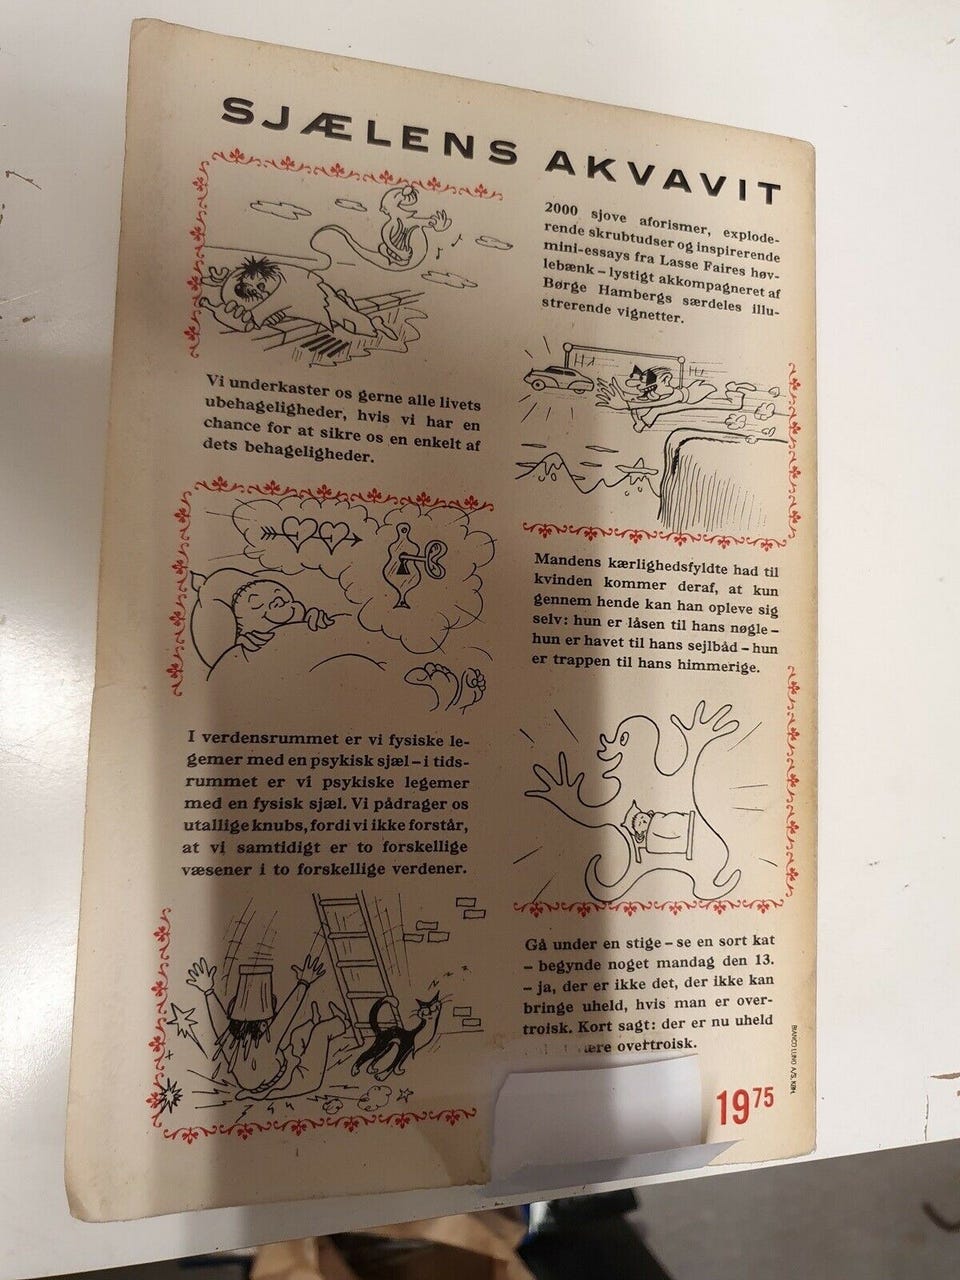 SJÆLENS AKVAVIT
2000 sjove aforismer, explode-
rende skrubtudser og inspirerende
mini-essays fra Lasse Faires høv-
lebænk – lystigt akkompagneret af
Børge Hambergs særdeles illu-
strerende vignetter.
Vi underkaster os gerne alle livets
ubehageligheder, hvis vi har en
chance for at sikre os en enkelt af
dets behageligheder.
Mandens kærlighedsfyldte had til
kvinden kommer deraf, at kun
gennem hende kan han opleve sig
selv: hun er låsen til hans nøgle –
hun er havet til hans sejlbåd – hun
er trappen til hans himmerige.
I verdensrummet er vi fysiske le-
gemer med en psykisk sjæl – i tids-
rummet er vi psykiske legemer
med en fysisk sjæl. Vi pådrager os
utallige knubs, fordi vi ikke forstår,
at vi samtidigt er to forskellige
væsener i to forskellige verdener.
Gå under en stige – se en sort kat
– begynde noget mandag den 13.
– ja, der er ikke det, der ikke kan
bringe uheld, hvis man er over-
troisk. Kort sagt: der er nu uheld
overtroisk.
BIANCO LUNO A/S. KBH.
19 75